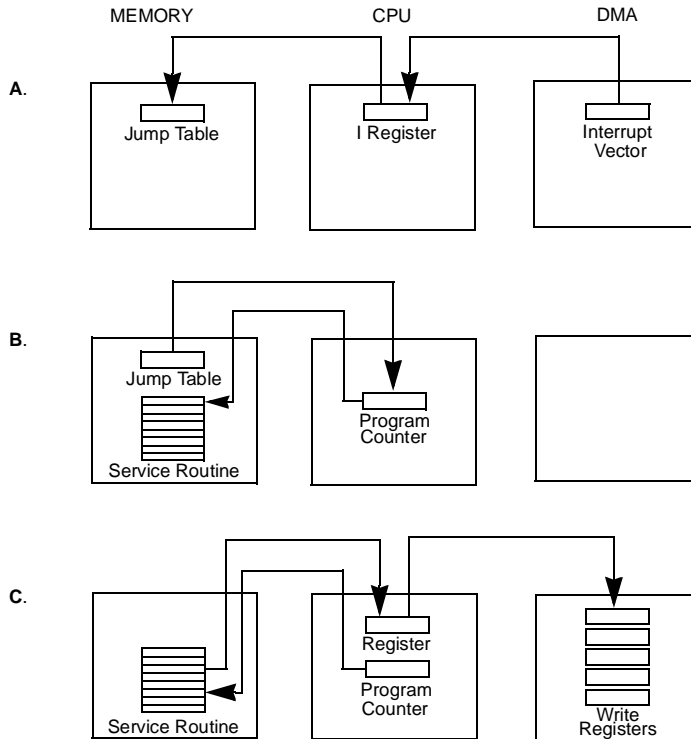 MEMORY CPU DMA
A.
Jump Table
I Register
Interrupt
Vector
B.
Jump Table
Service Routine
Program
Counter
C.
Service Routine
Register
Program
Counter
Write
Registers